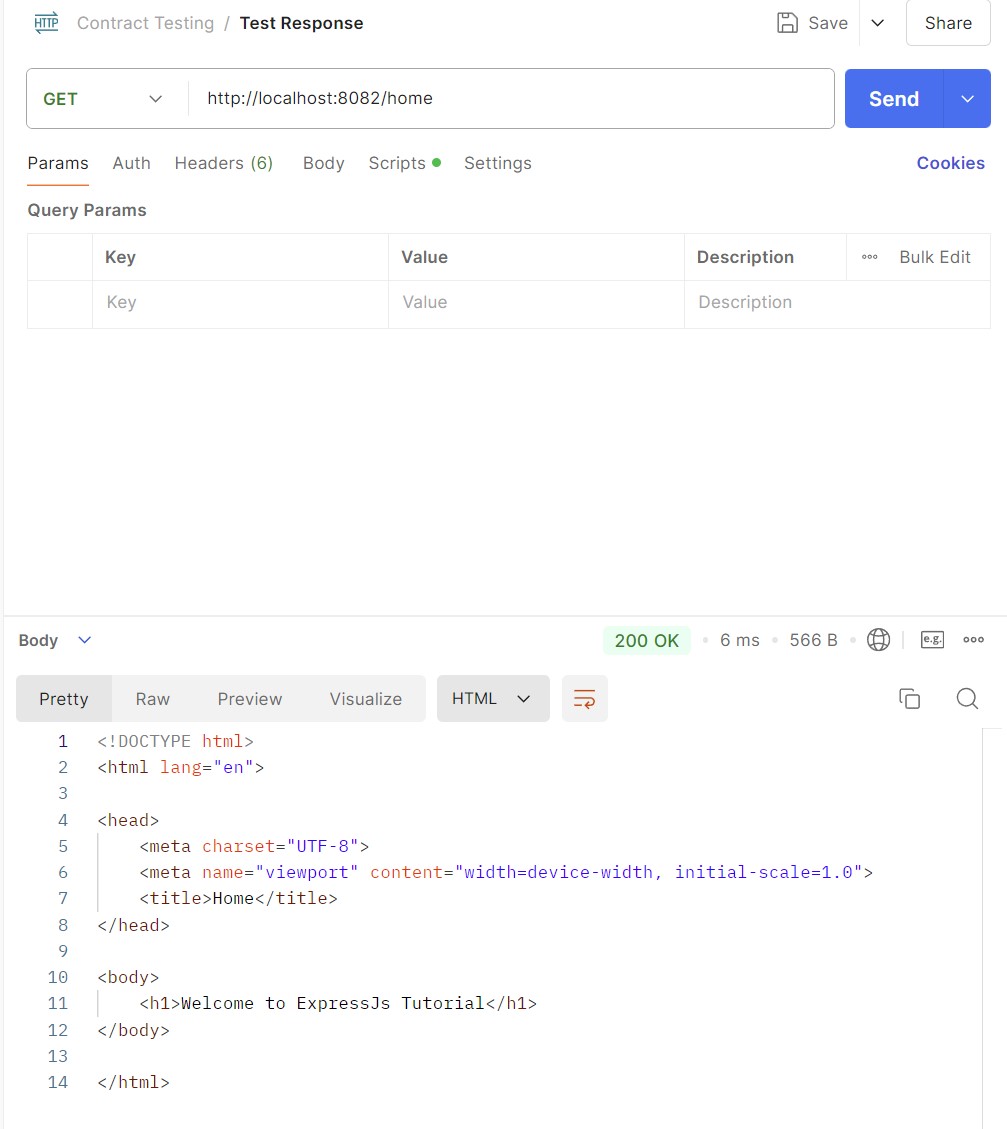 HTTP Contract Testing / Test Response Save Share
GET http://localhost:8082/home Send
Params Auth Headers (6) Body Scripts Settings Cookies
Query Params
Key Value Description Bulk Edit
Key Value Description
Body 200 OK 6 ms 566 B e.g.
Pretty Raw Preview Visualize HTML
1 <!DOCTYPE html>
2 <html lang="en">
3
4 <head>
5 <meta charset="UTF-8">
6 <meta name="viewport" content="width=device-width, initial-scale=1.0">
7 <title>Home</title>
8 </head>
9
10 <body>
11 <h1>Welcome to ExpressJs Tutorial</h1>
12 </body>
13
14 </html>